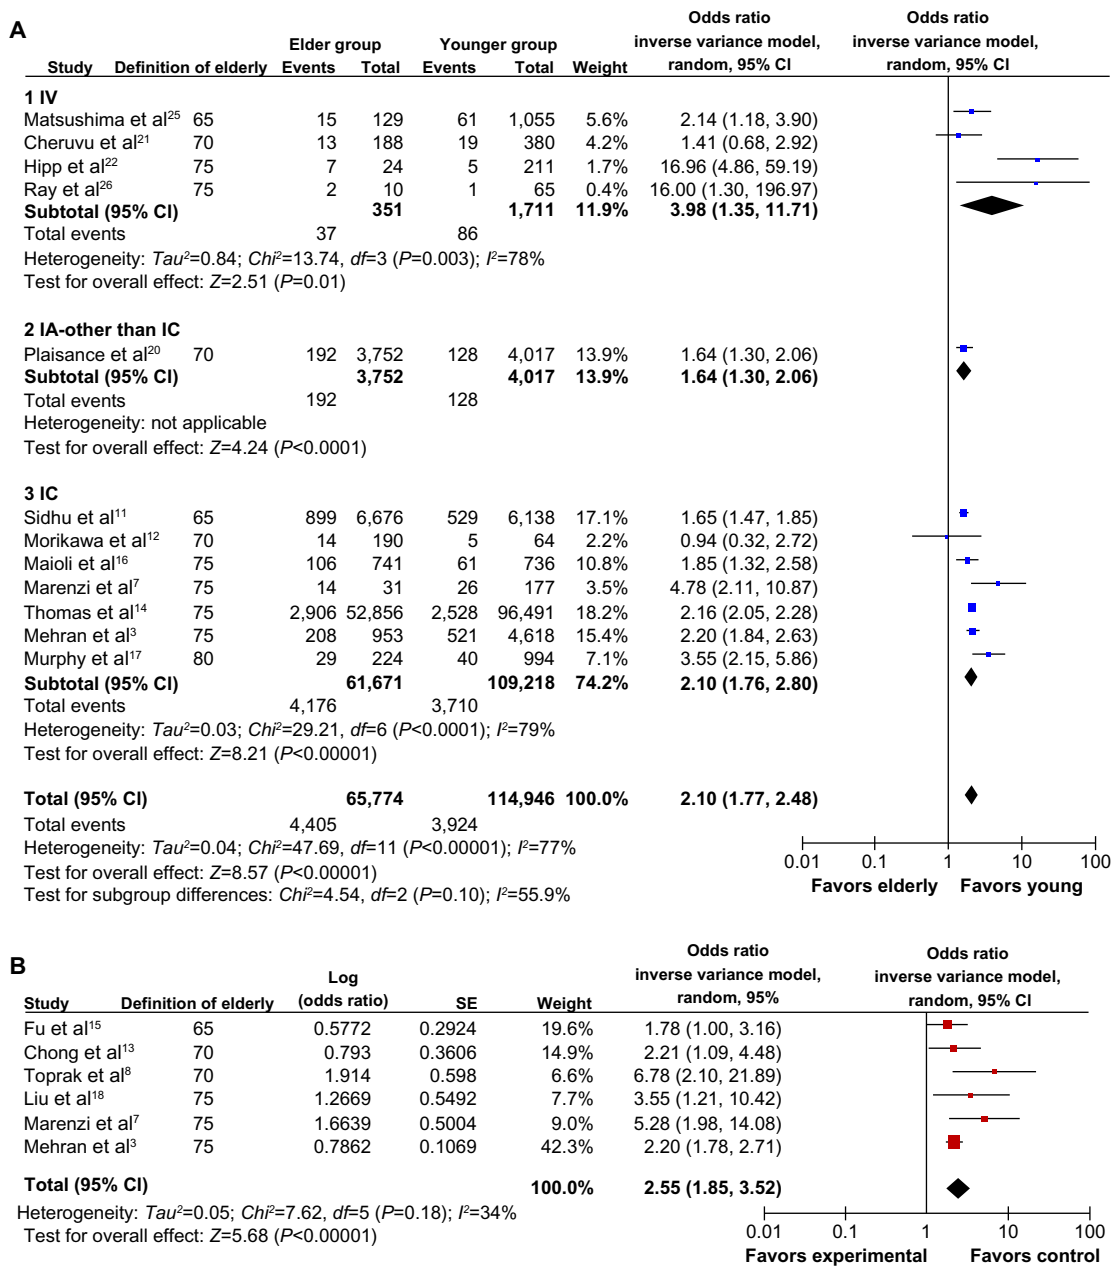 A
Odds ratio Odds ratio
Elder group Younger group inverse variance model, inverse variance model,
Study Definition of elderly Events Total Events Total Weight random, 95% CI random, 95% CI
1 IV
Matsushima et al25 65 15 129 61 1,055 5.6% 2.14 (1.18, 3.90)
Cheruvu et al21 70 13 188 19 380 4.2% 1.41 (0.68, 2.92)
Hipp et al22 75 7 24 5 211 1.7% 16.96 (4.86, 59.19)
Ray et al26 75 2 10 1 65 0.4% 16.00 (1.30, 196.97)
Subtotal (95% CI) 351 1,711 11.9% 3.98 (1.35, 11.71)
Total events 37 86
Heterogeneity: Tau2=0.84; Chi2=13.74, df=3 (P=0.003); I2=78%
Test for overall effect: Z=2.51 (P=0.01)
2 IA-other than IC
Plaisance et al20 70 192 3,752 128 4,017 13.9% 1.64 (1.30, 2.06)
Subtotal (95% CI) 3,752 4,017 13.9% 1.64 (1.30, 2.06)
Total events 192 128
Heterogeneity: not applicable
Test for overall effect: Z=4.24 (P<0.0001)
3 IC
Sidhu et al11 65 899 6,676 529 6,138 17.1% 1.65 (1.47, 1.85)
Morikawa et al12 70 14 190 5 64 2.2% 0.94 (0.32, 2.72)
Maioli et al16 75 106 741 61 736 10.8% 1.85 (1.32, 2.58)
Marenzi et al7 75 14 31 26 177 3.5% 4.78 (2.11, 10.87)
Thomas et al14 75 2,906 52,856 2,528 96,491 18.2% 2.16 (2.05, 2.28)
Mehran et al3 75 208 953 521 4,618 15.4% 2.20 (1.84, 2.63)
Murphy et al17 80 29 224 40 994 7.1% 3.55 (2.15, 5.86)
Subtotal (95% CI) 61,671 109,218 74.2% 2.10 (1.76, 2.80)
Total events 4,176 3,710
Heterogeneity: Tau2=0.03; Chi2=29.21, df=6 (P<0.0001); I2=79%
Test for overall effect: Z=8.21 (P<0.00001)
Total (95% CI) 65,774 114,946 100.0% 2.10 (1.77, 2.48)
Total events 4,405 3,924
Heterogeneity: Tau2=0.04; Chi2=47.69, df=11 (P<0.00001); I2=77%
Test for overall effect: Z=8.57 (P<0.00001)
Test for subgroup differences: Chi2=4.54, df=2 (P=0.10); I2=55.9%
0.01 0.1 1 10 100
Favors elderly Favors young
B
Odds ratio Odds ratio
Log inverse variance model, inverse variance model,
Study Definition of elderly (odds ratio) SE Weight random, 95% random, 95% CI
Fu et al15 65 0.5772 0.2924 19.6% 1.78 (1.00, 3.16)
Chong et al13 70 0.793 0.3606 14.9% 2.21 (1.09, 4.48)
Toprak et al8 70 1.914 0.598 6.6% 6.78 (2.10, 21.89)
Liu et al18 75 1.2669 0.5492 7.7% 3.55 (1.21, 10.42)
Marenzi et al7 75 1.6639 0.5004 9.0% 5.28 (1.98, 14.08)
Mehran et al3 75 0.7862 0.1069 42.3% 2.20 (1.78, 2.71)
Total (95% CI) 100.0% 2.55 (1.85, 3.52)
Heterogeneity: Tau2=0.05; Chi2=7.62, df=5 (P=0.18); I2=34%
Test for overall effect: Z=5.68 (P<0.00001)
0.01 0.1 1 10 100
Favors experimental Favors control